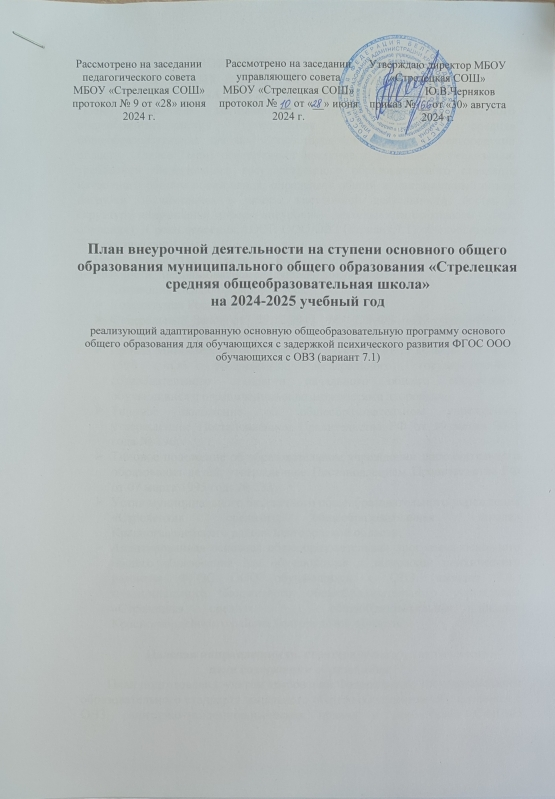 Рассмотрено на заседании
педагогического совета
МБОУ «Стрелецкая СОШ»
протокол № 9 от «28» июня
2024 г.
Рассмотрено на заседании
управляющего совета
МБОУ «Стрелецкая СОШ»
протокол № 10 от «28» июня
2024 г.
Утверждаю директор МБОУ
«Стрелецкая СОШ»
Ю.В.Черняков
приказ № от «30» августа
2024 г.
План внеурочной деятельности на ступени основного общего
образования муниципального общего образования «Стрелецкая
средняя общеобразовательная школа»
на 2024-2025 учебный год
реализующий адаптированную основную общеобразовательную программу основого
общего образования для обучающихся с задержкой психического развития ФГОС ООО
обучающихся с ОВЗ (вариант 7.1)